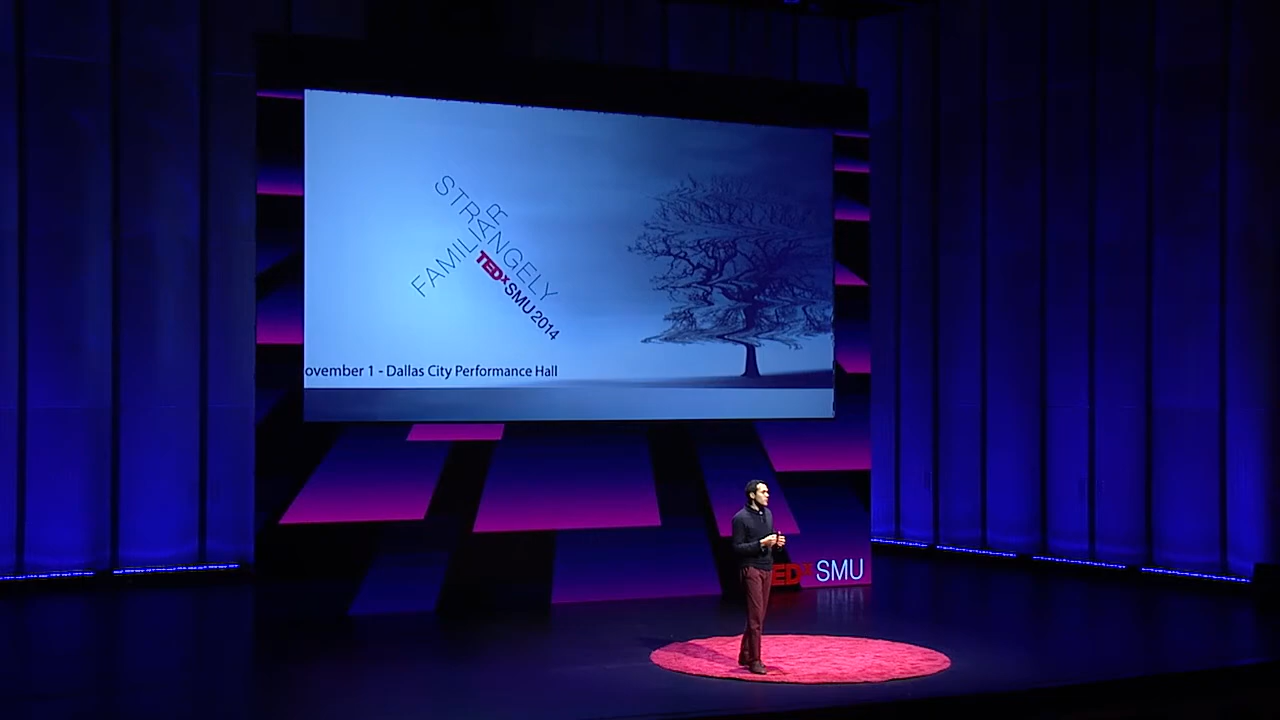 STRANGELY
FAMILIAR
TEDxSMU 2014
ovember 1 - Dallas City Performance Hall
TEDxSMU